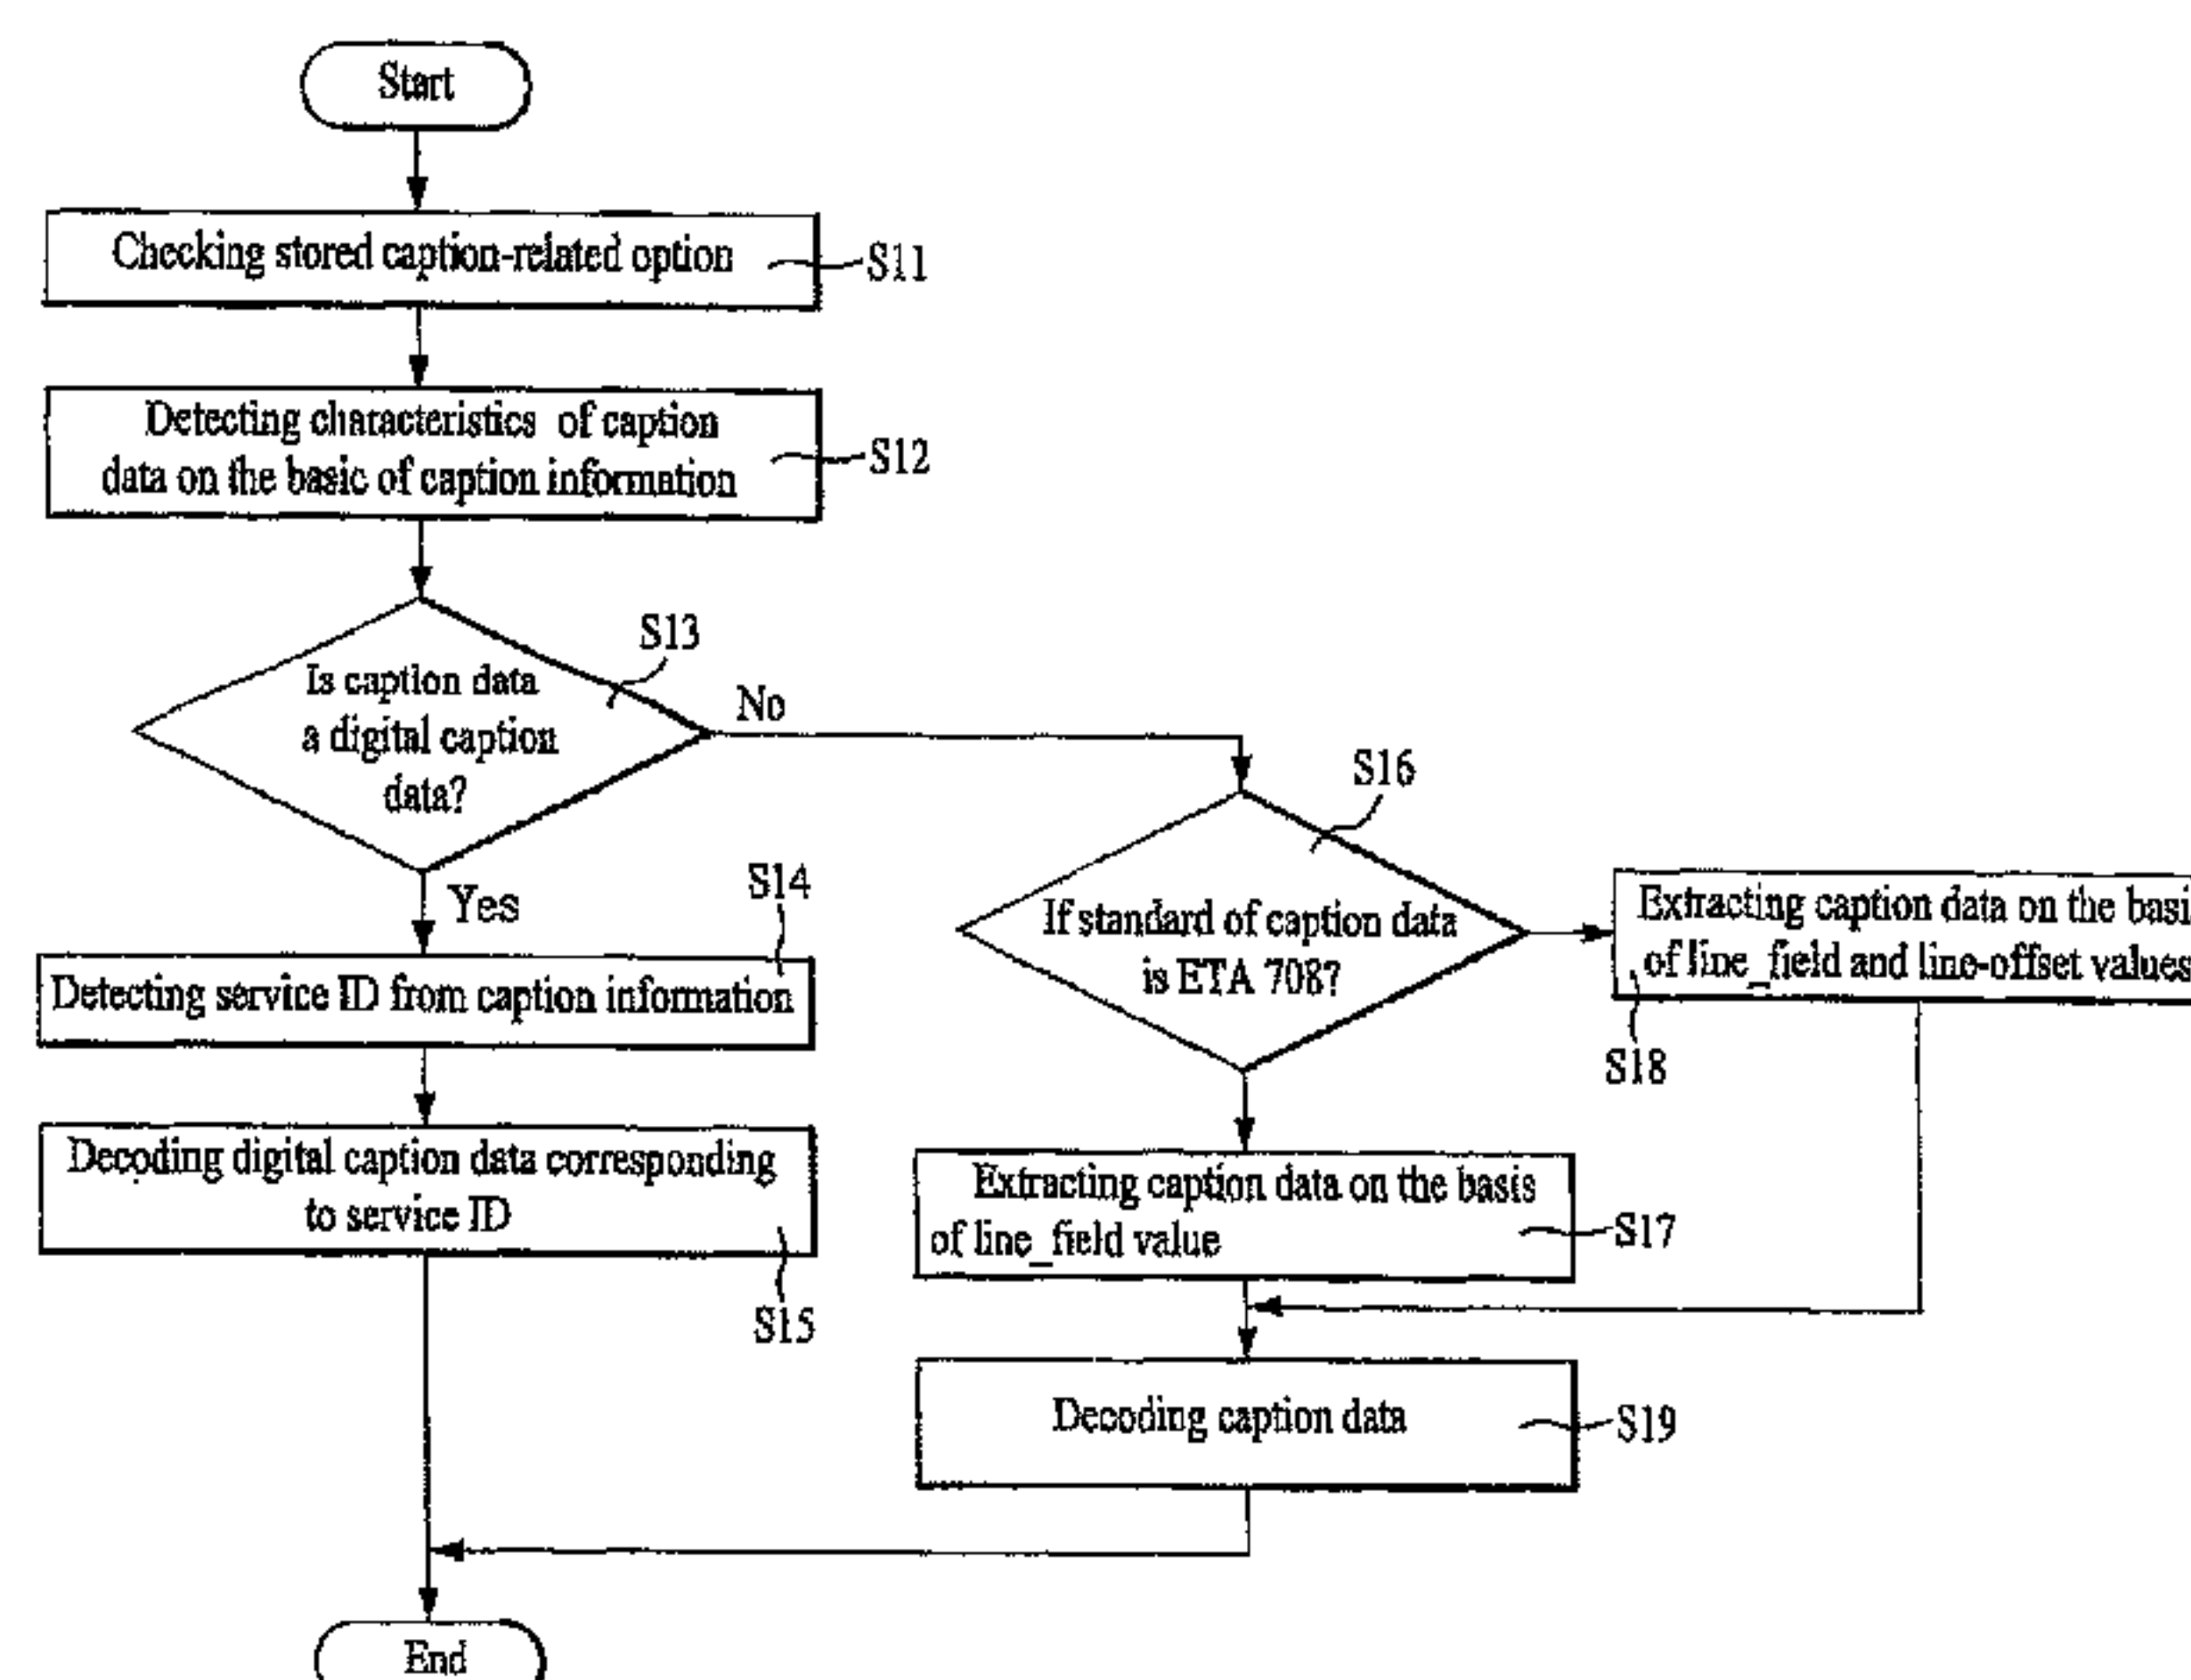 Start
Checking stored caption-related option
S11
Detecting characteristics of caption
data on the basic of caption information
S12
S13
Is caption data
a digital caption
data?
No
Yes
S14
Detecting service ID from caption information
Decoding digital caption data corresponding
to service ID
S15
S16
If standard of caption data
is ETA 708?
Extracting caption data on the basi
of line_field and line-offset values
S18
Extracting caption data on the basis
of line_field value
S17
Decoding caption data
S19
End